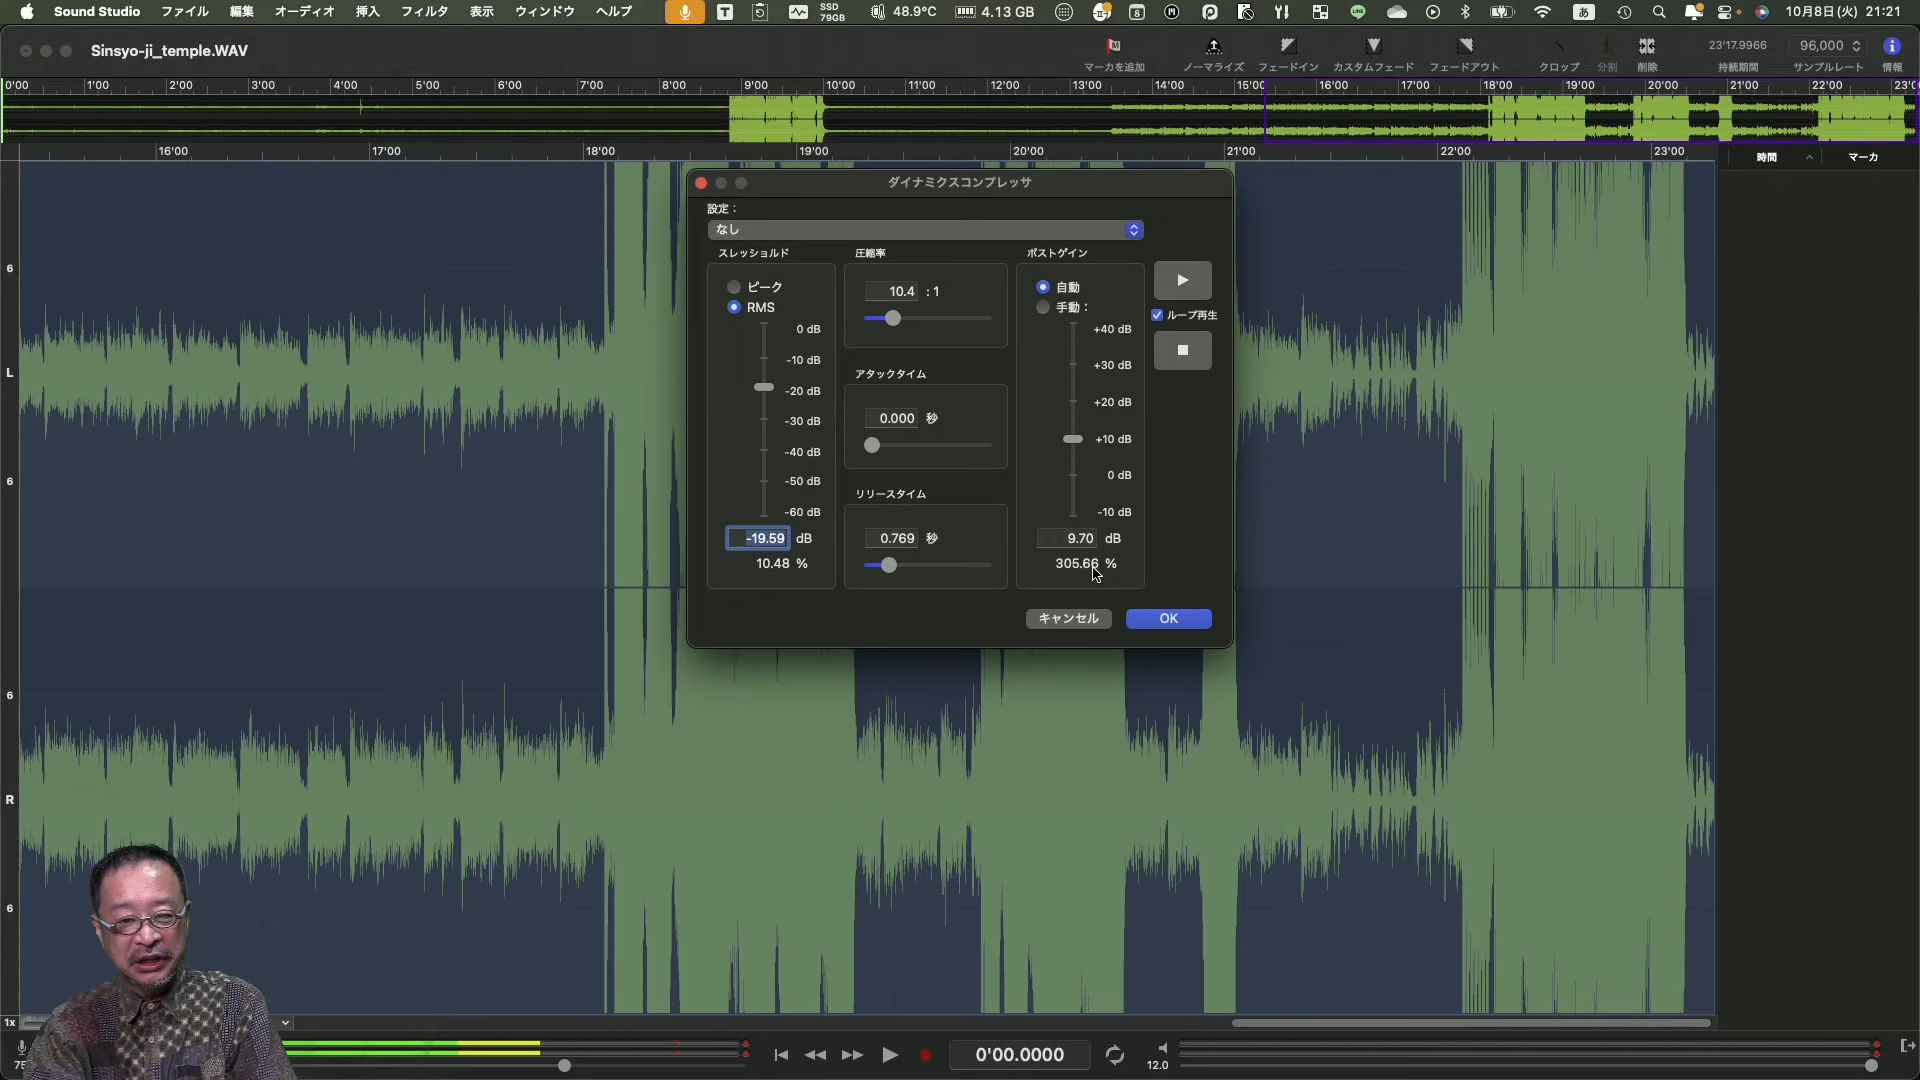 Sound Studio ファイル 編集 オーディオ 挿入 フィルタ 表示 ウィンドウ ヘルプ T SSD 79GB 48.9°C 4.13 GB 8 あ 10月8日(火) 21:21
Sinsyo-ji_temple.WAV
23'17.9966 96,000
マーカを追加 ノーマライズ フェードイン カスタムフェード フェードアウト クロップ 分割 削除 持続期間 サンプルレート 情報
0'00 1'00 2'00 3'00 4'00 5'00 6'00 7'00 8'00 9'00 10'00 11'00 12'00 13'00 14'00 15'00 16'00 17'00 18'00 19'00 20'00 21'00 22'00
16'00 17'00 18'00 19'00 20'00 21'00 22'00 23'00
時間 マーカ
ダイナミクスコンプレッサ
設定：
なし
スレッショルド 圧縮率 ポストゲイン
ピーク
RMS
0 dB
-10 dB
-20 dB
-30 dB
-40 dB
-50 dB
-60 dB
-19.59 dB
10.48 %
10.4 : 1
アタックタイム
0.000 秒
リリースタイム
0.769 秒
自動
手動：
+40 dB
+30 dB
+20 dB
+10 dB
0 dB
-10 dB
9.70 dB
305.66 %
ループ再生
キャンセル OK
6
L
6
6
R
6
1x
75
0'00.0000
12.0